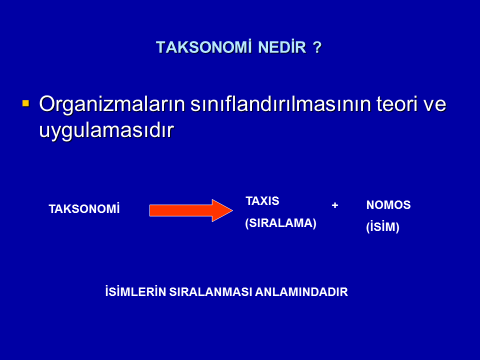 TAKSONOMİ NEDİR ?
Organizmaların sınıflandırılmasının teori ve
uygulamasıdır
TAKSONOMİ
TAXIS + NOMOS
(SIRALAMA) (İSİM)
İSİMLERİN SIRALANMASI ANLAMINDADIR